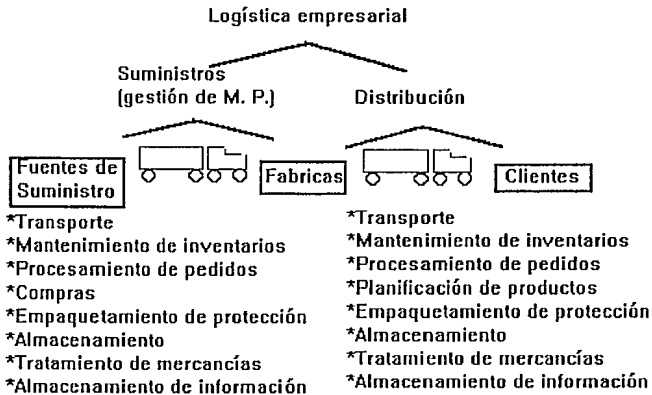 Logística empresarial
Suministros
(gestión de M. P.)
Distribución
Fuentes de
Suministro
Fabricas
Clientes
*Transporte
*Mantenimiento de inventarios
*Procesamiento de pedidos
*Compras
*Empaquetamiento de protección
*Almacenamiento
*Tratamiento de mercancías
*Almacenamiento de información
*Transporte
*Mantenimiento de inventarios
*Procesamiento de pedidos
*Planificación de productos
*Empaquetamiento de protección
*Almacenamiento
*Tratamiento de mercancías
*Almacenamiento de información